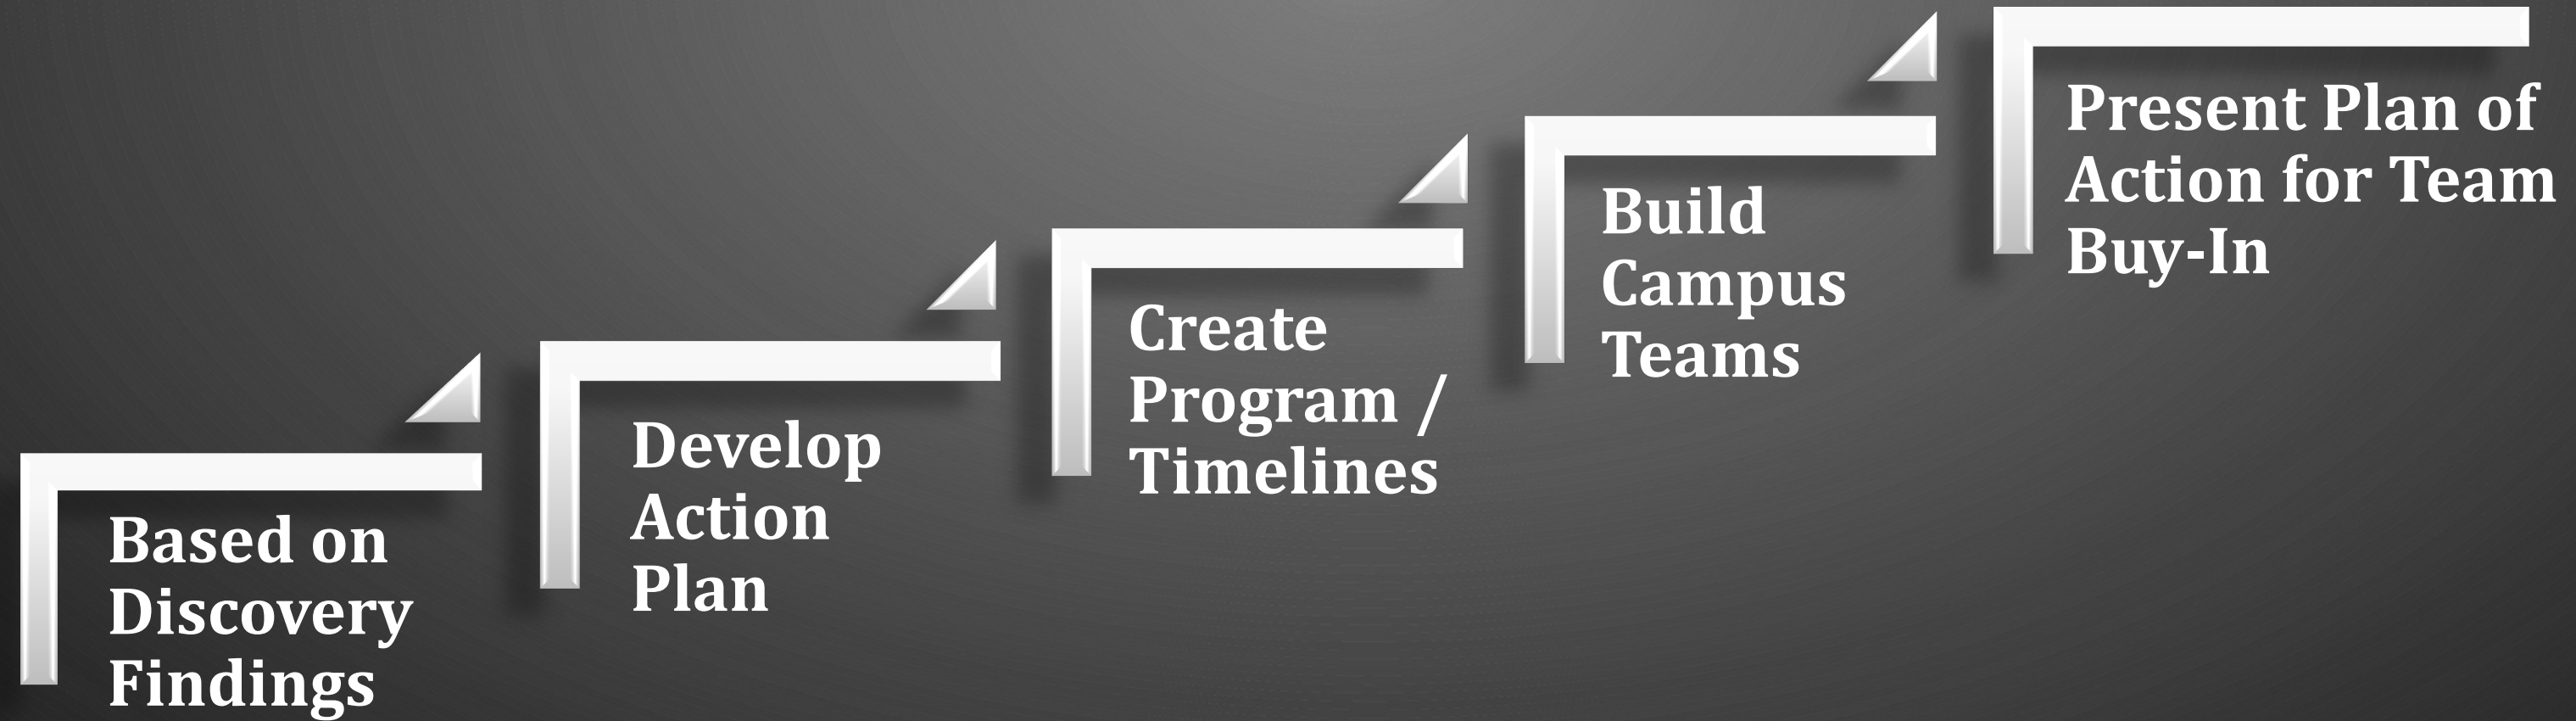 Based on
Discovery
Findings
Develop
Action
Plan
Create
Program /
Timelines
Build
Campus
Teams
Present Plan of
Action for Team
Buy-In